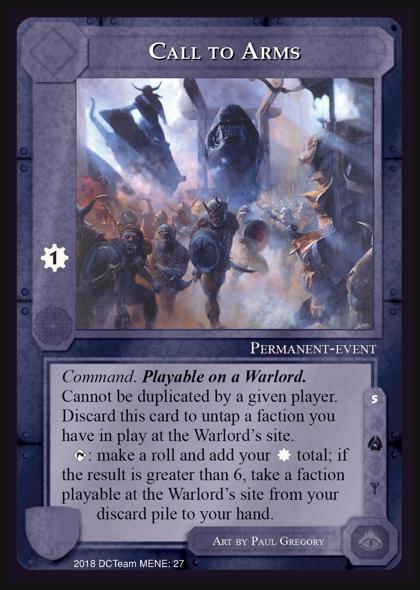 Call to Arms
1
Permanent-event
Command. Playable on a Warlord.
Cannot be duplicated by a given player.
Discard this card to untap a faction you
have in play at the Warlord's site.
: make a roll and add your total; if
the result is greater than 6, take a faction
playable at the Warlord's site from your
discard pile to your hand.
5
Art by Paul Gregory
2018 DCTeam MENE: 27